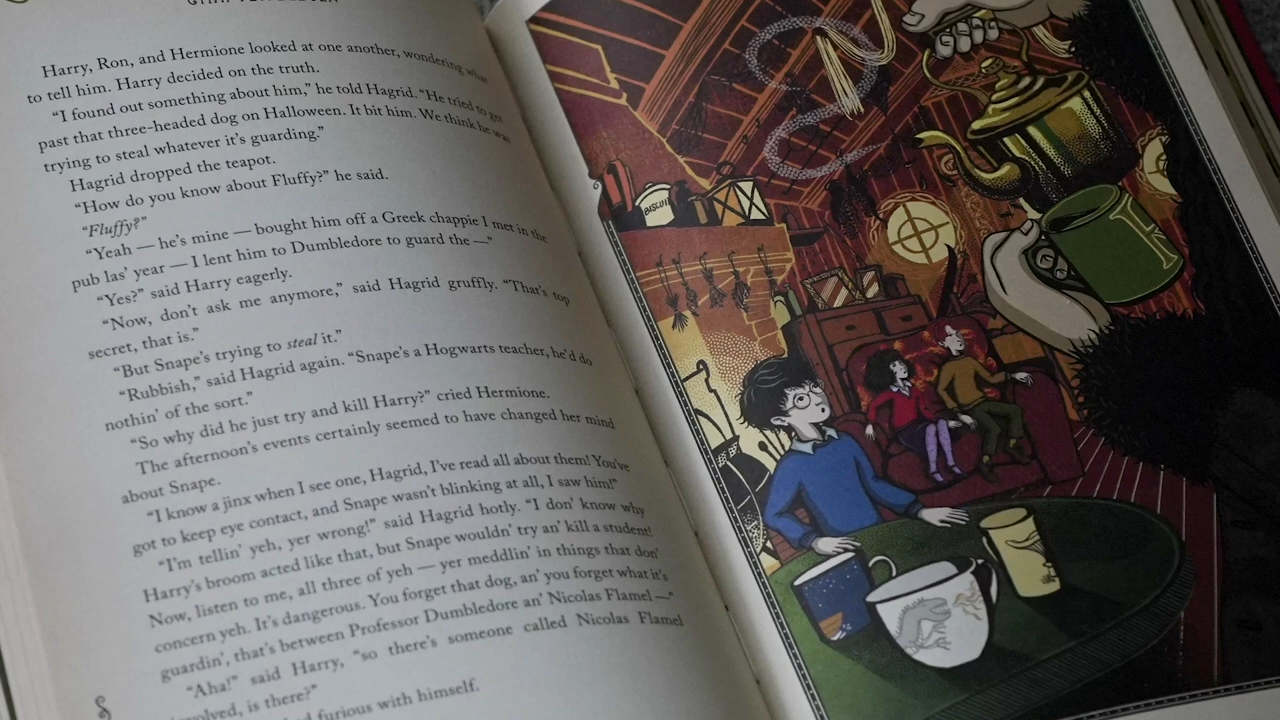 Harry, Ron, and Hermione looked at one another, wondering what
to tell him. Harry decided on the truth.
“I found out something about him,” he told Hagrid. “He tried to get
past that three-headed dog on Halloween. It bit him. We think he was
trying to steal whatever it’s guarding.”
Hagrid dropped the teapot.
“How do you know about Fluffy?” he said.
“Fluffy?”
“Yeah — he’s mine — bought him off a Greek chappie I met in the
pub las’ year — I lent him to Dumbledore to guard the —”
“Yes?” said Harry eagerly.
“Now, don’t ask me anymore,” said Hagrid gruffly. “That’s top
secret, that is.”
“But Snape’s trying to steal it.”
“Rubbish,” said Hagrid again. “Snape’s a Hogwarts teacher, he’d do
nothin’ of the sort.”
“So why did he just try and kill Harry?” cried Hermione.
The afternoon’s events certainly seemed to have changed her mind
about Snape.
“I know a jinx when I see one, Hagrid, I’ve read all about them! You’ve
got to keep eye contact, and Snape wasn’t blinking at all, I saw him!”
“I’m tellin’ yeh, yer wrong!” said Hagrid hotly. “I don’ know why
Harry’s broom acted like that, but Snape wouldn’ try an’ kill a student!
Now, listen to me, all three of yeh — yer meddlin’ in things that don’
concern yeh. It’s dangerous. You forget that dog, an’ you forget what it’s
guardin’, that’s between Professor Dumbledore an’ Nicolas Flamel —”
“Aha!” said Harry, “so there’s someone called Nicolas Flamel
involved, is there?”
furious with himself.
BISCUI